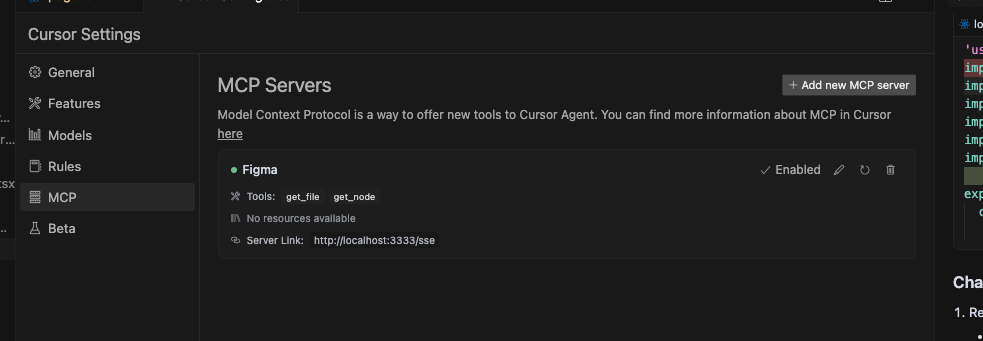 Cursor Settings
General
Features
Models
Rules
MCP
Beta
MCP Servers
+ Add new MCP server
Model Context Protocol is a way to offer new tools to Cursor Agent. You can find more information about MCP in Cursor
here
Figma
Enabled
Tools: get_file get_node
No resources available
Server Link: http://localhost:3333/sse
r...
tsx
lo
'us
imp
imp
imp
imp
imp
imp
exp
Cha
1. Re